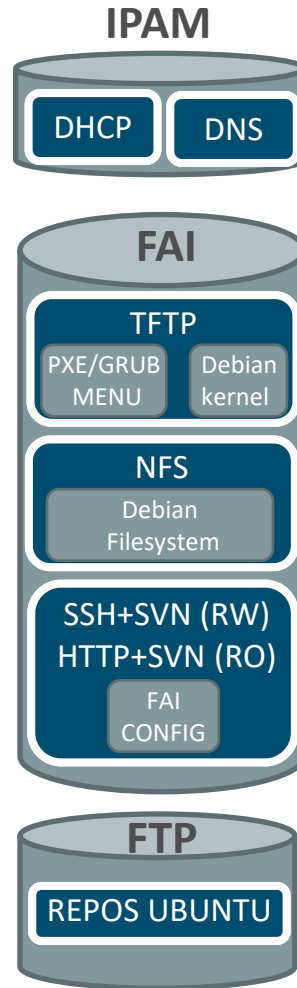 IPAM
DHCP
DNS
FAI
TFTP
PXE/GRUB
MENU
Debian
kernel
NFS
Debian
Filesystem
SSH+SVN (RW)
HTTP+SVN (RO)
FAI
CONFIG
FTP
REPOS UBUNTU